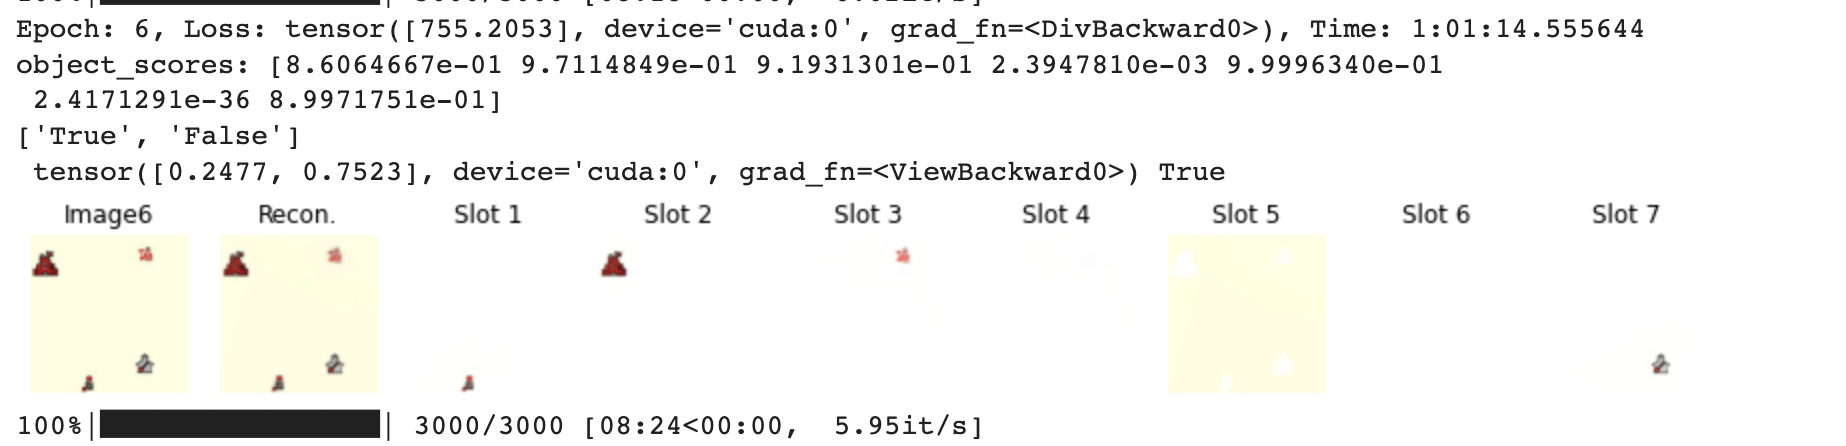 Epoch: 6, Loss: tensor([755.2053], device='cuda:0', grad_fn=<DivBackward0>), Time: 1:01:14.555644
object_scores: [8.6064667e-01 9.7114849e-01 9.1931301e-01 2.3947810e-03 9.9996340e-01
 2.4171291e-36 8.9971751e-01]
['True', 'False']
 tensor([0.2477, 0.7523], device='cuda:0', grad_fn=<ViewBackward0>) True
Image6 Recon. Slot 1 Slot 2 Slot 3 Slot 4 Slot 5 Slot 6 Slot 7
100%| | 3000/3000 [08:24<00:00, 5.95it/s]